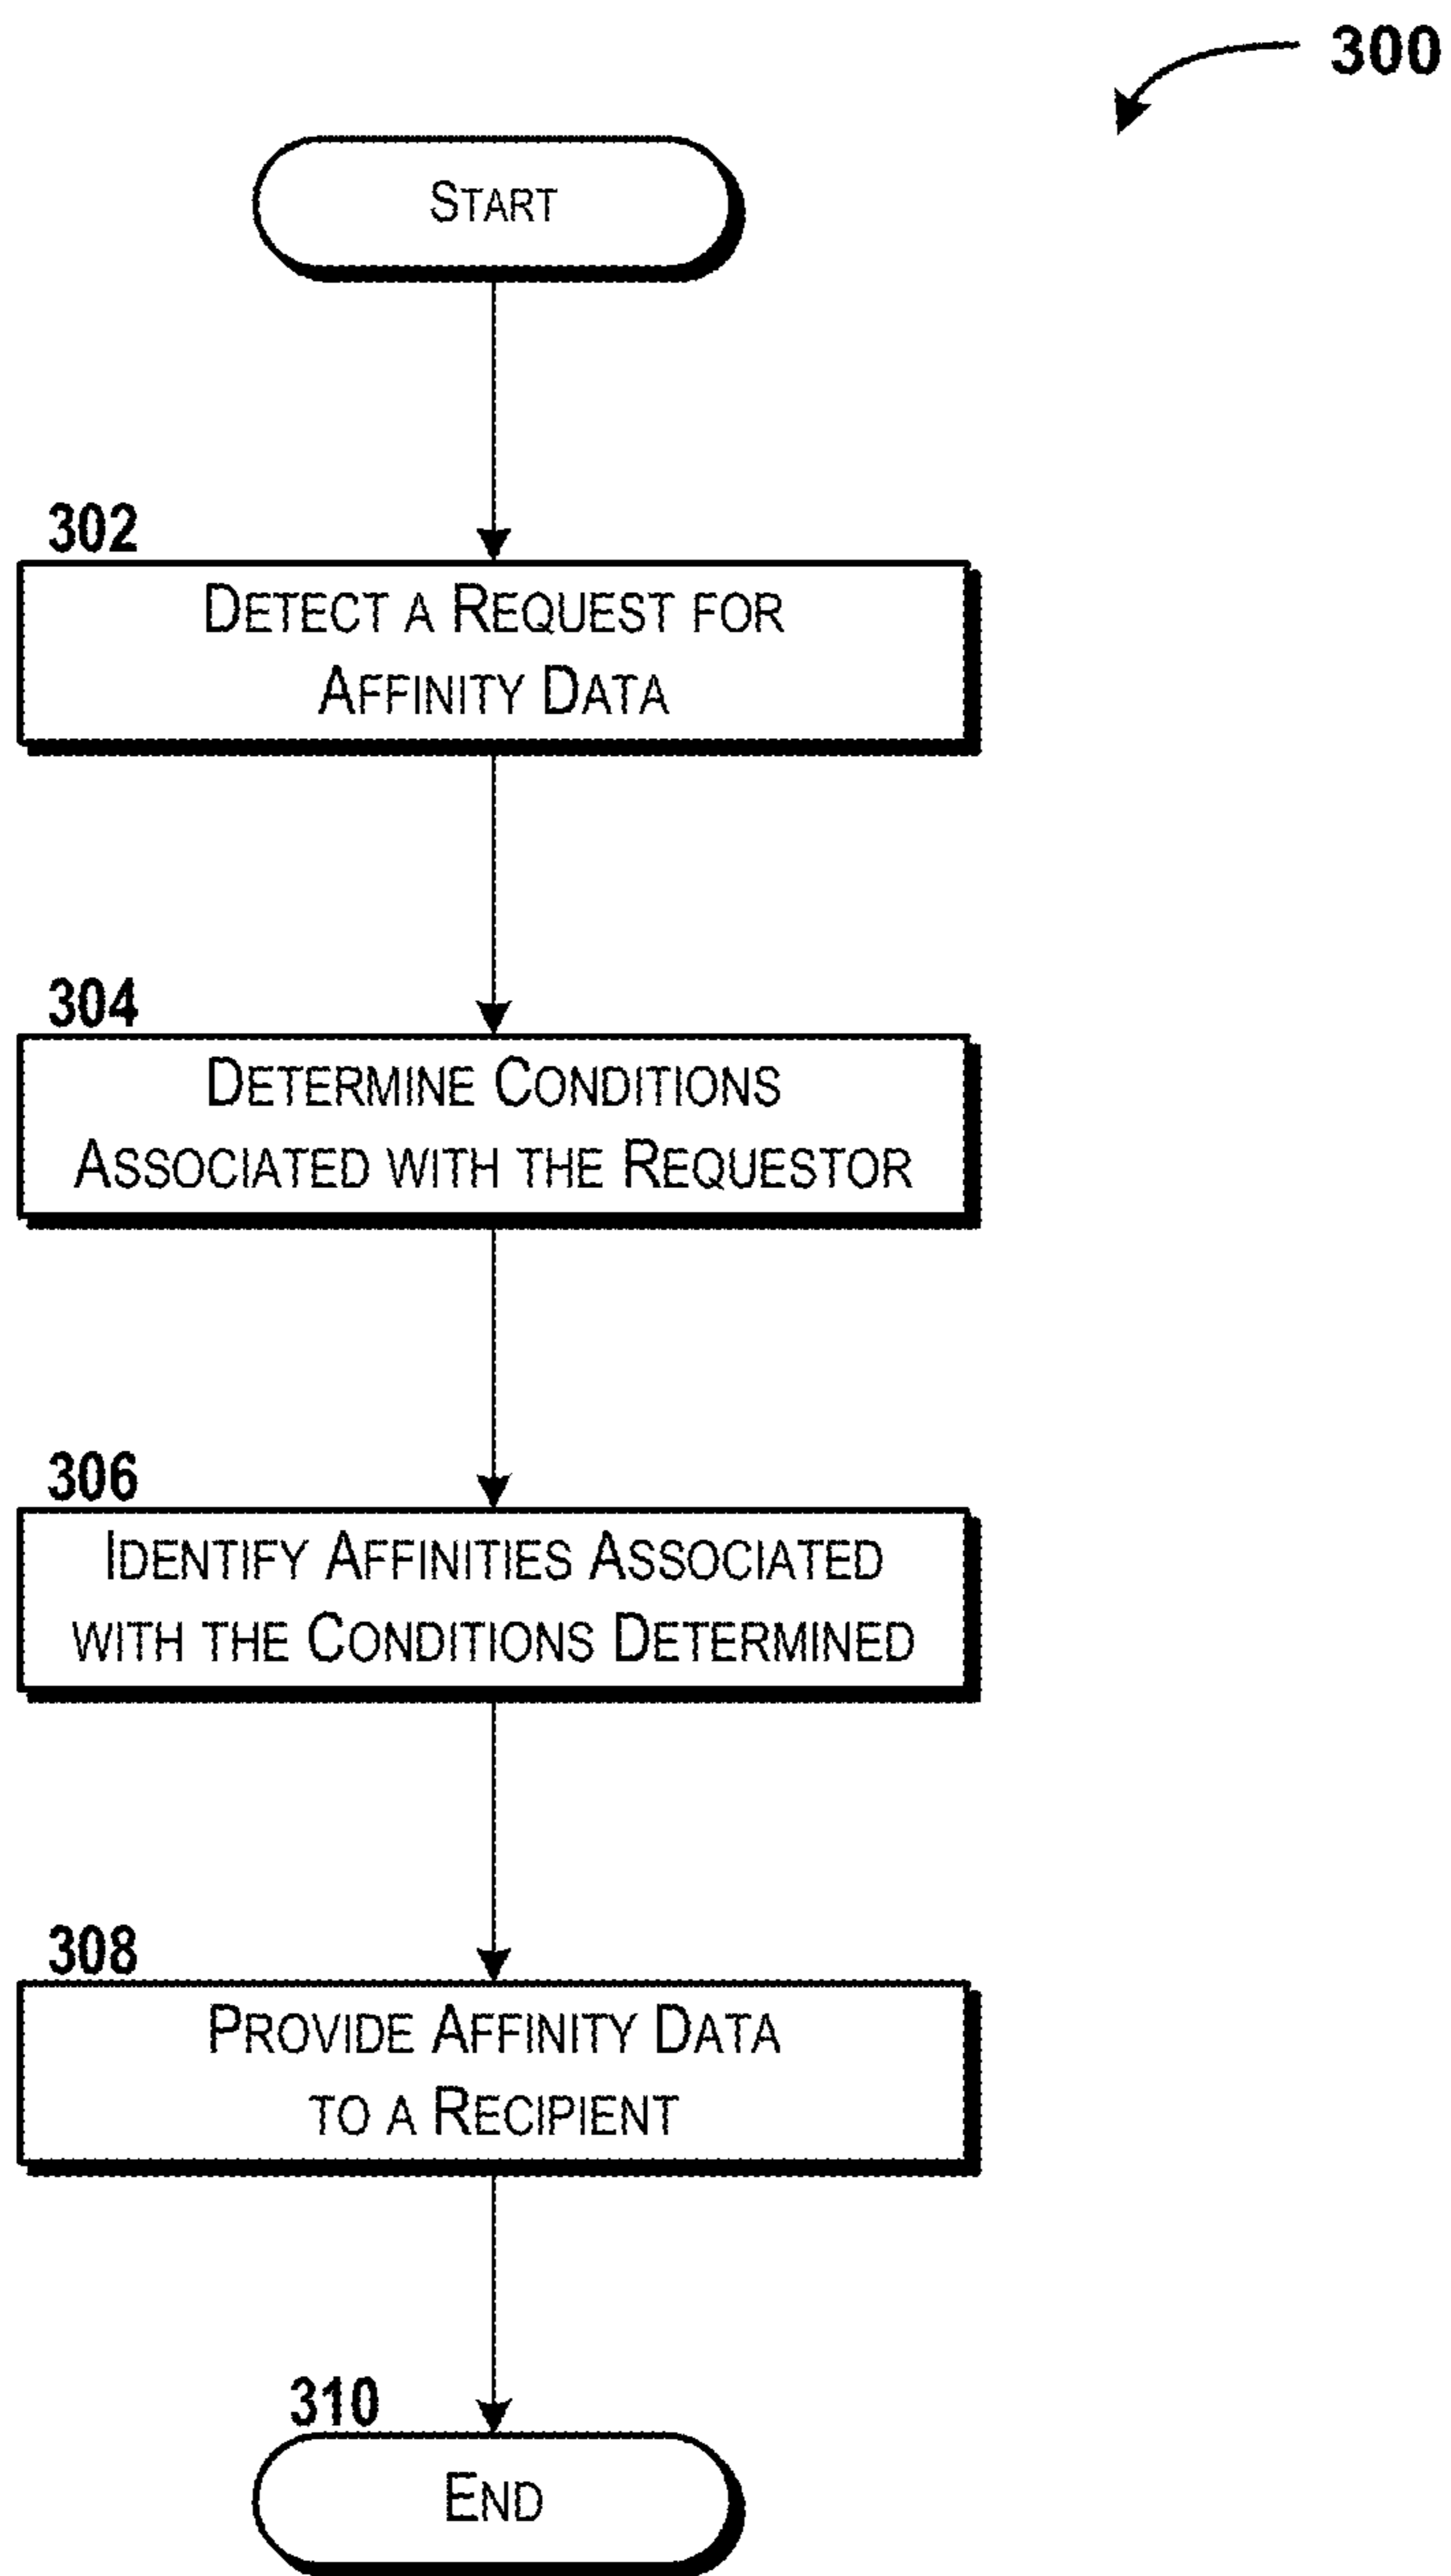 300
START
302
DETECT A REQUEST FOR
AFFINITY DATA
304
DETERMINE CONDITIONS
ASSOCIATED WITH THE REQUESTOR
306
IDENTIFY AFFINITIES ASSOCIATED
WITH THE CONDITIONS DETERMINED
308
PROVIDE AFFINITY DATA
TO A RECIPIENT
310
END